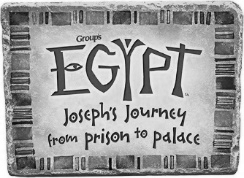 Group's
EGYPT
Joseph's Journey
from prison to palace